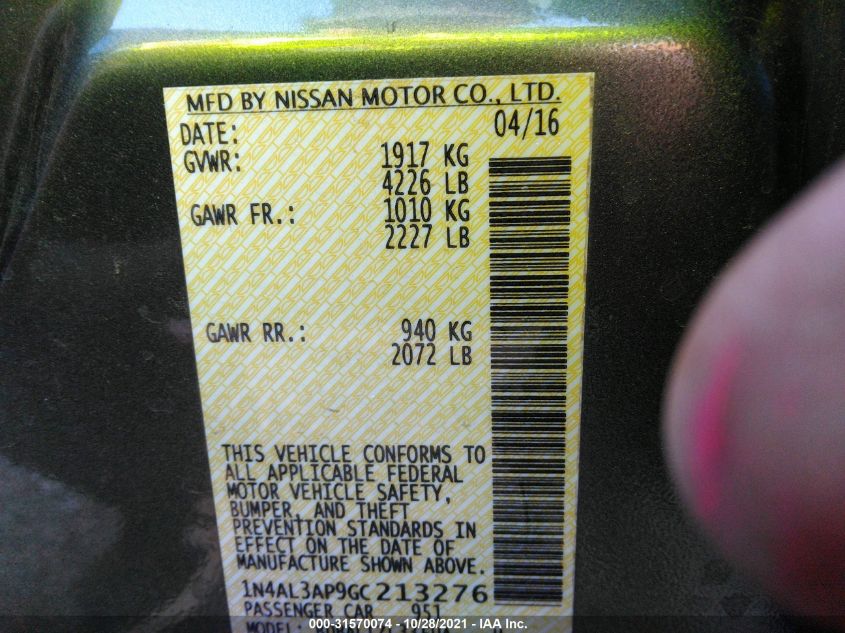 MFD BY NISSAN MOTOR CO., LTD.
DATE: 04/16
GVWR: 1917 KG
4226 LB
GAWR FR.: 1010 KG
2227 LB
GAWR RR.: 940 KG
2072 LB
THIS VEHICLE CONFORMS TO
ALL APPLICABLE FEDERAL
MOTOR VEHICLE SAFETY,
BUMPER, AND THEFT
PREVENTION STANDARDS IN
EFFECT ON THE DATE OF
MANUFACTURE SHOWN ABOVE.
1N4AL3AP9GC213276
PASSENGER CAR 951
MODEL:
000-31570074 - 10/28/2021 - IAA Inc.